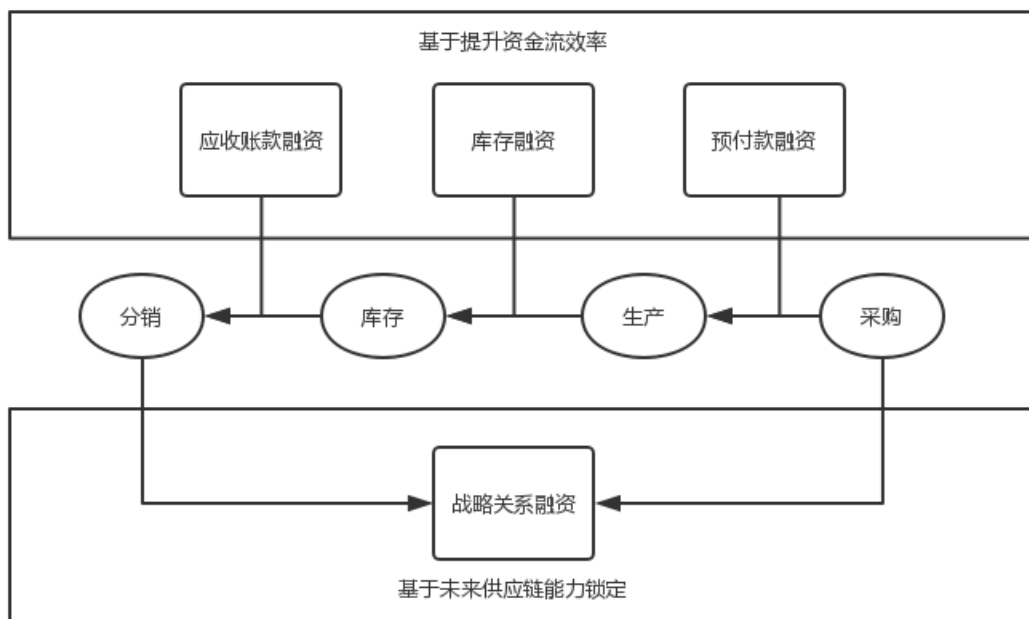 基于提升资金流效率
应收账款融资
库存融资
预付款融资
分销
库存
生产
采购
战略关系融资
基于未来供应链能力锁定